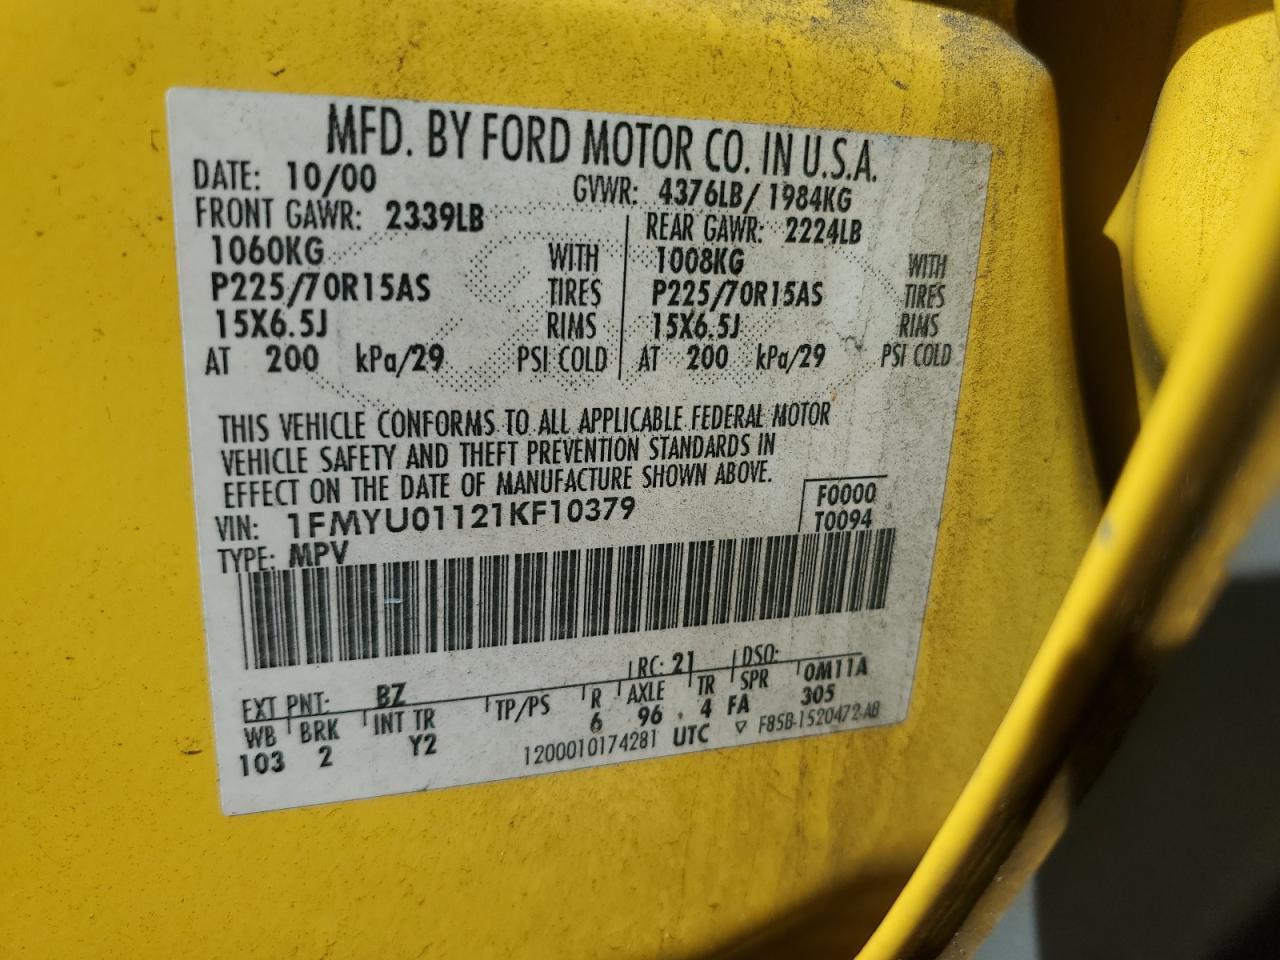 MFD. BY FORD MOTOR CO. IN U.S.A.
DATE: 10/00 GVWR: 4376LB/ 1984KG
FRONT GAWR: 2339LB REAR GAWR: 2224LB
1060KG WITH 1008KG WITH
P225/70R15AS TIRES P225/70R15AS TIRES
15X6.5J RIMS 15X6.5J RIMS
AT 200 kPa/29 PSI COLD AT 200 kPa/29 PSI COLD
THIS VEHICLE CONFORMS TO ALL APPLICABLE FEDERAL MOTOR
VEHICLE SAFETY AND THEFT PREVENTION STANDARDS IN
EFFECT ON THE DATE OF MANUFACTURE SHOWN ABOVE.
VIN: 1FMYU01121KF10379 F0000
TYPE: MPV T0094
EXT PNT: BZ RC: 21 DSO:
WB BRK INT TR TP/PS R AXLE TR SPR 0M11A
103 2 Y2 6 96 4 FA 305
1200010174281 UTC ▽ F85B-1520472-AB